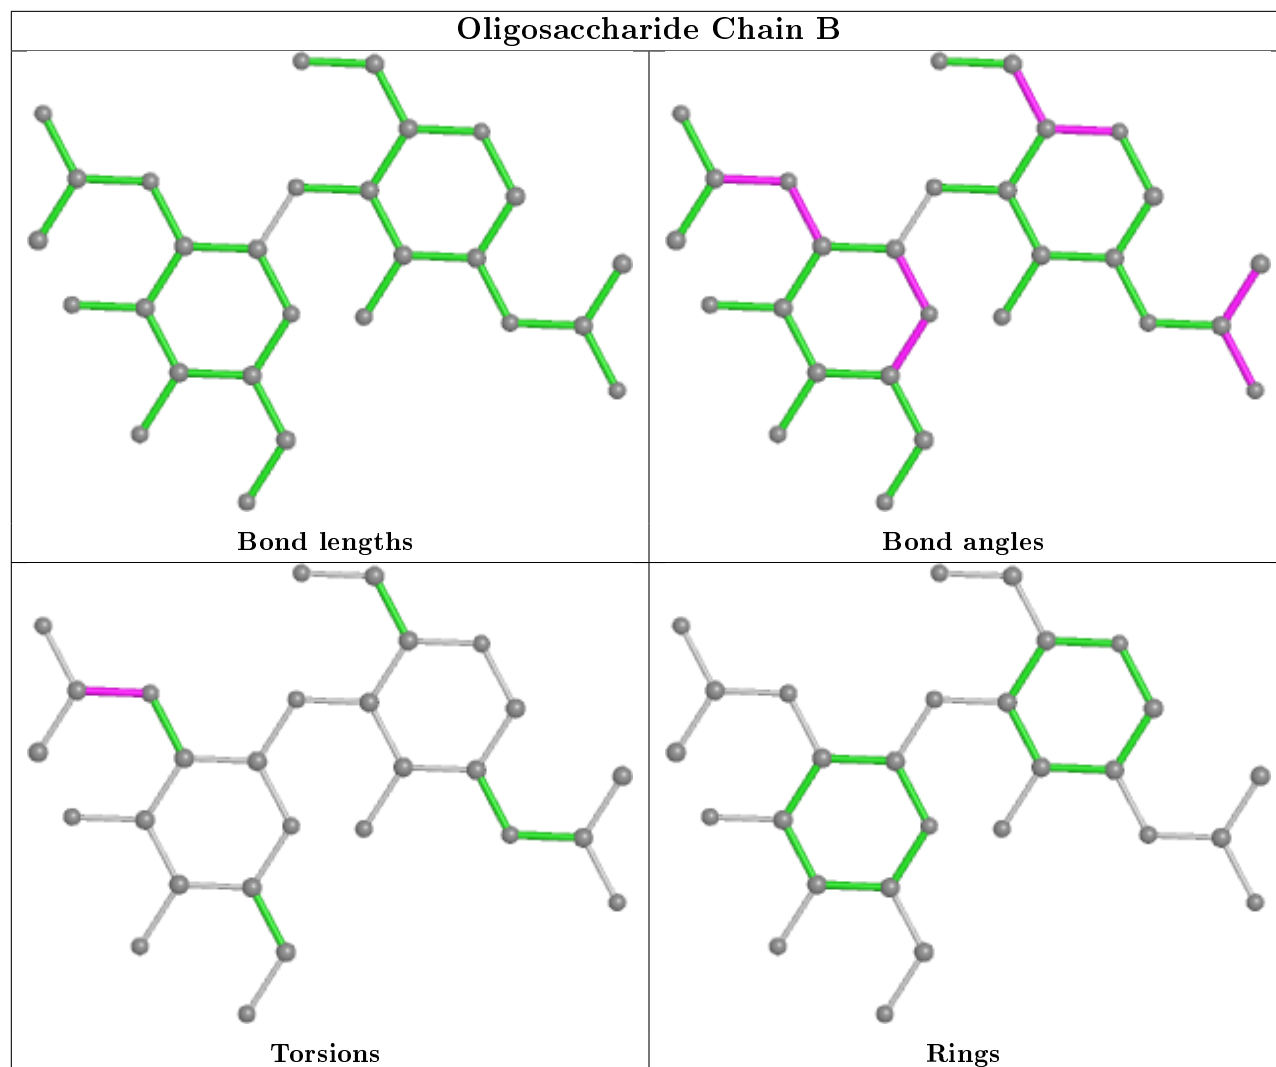 Oligosaccharide Chain B
Bond lengths
Bond angles
Torsions
Rings